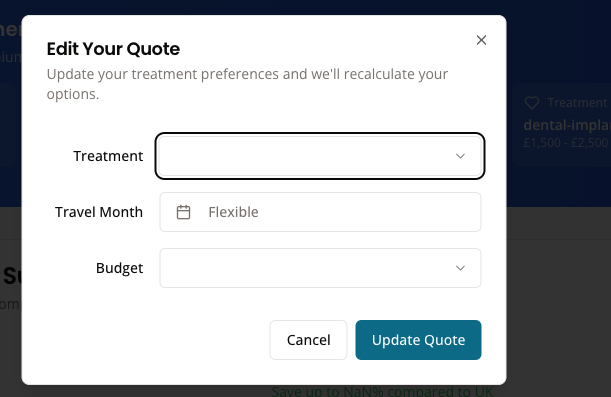 Edit Your Quote
Update your treatment preferences and we'll recalculate your
options.
Treatment
Travel Month
Flexible
Budget
Cancel
Update Quote
Treatment
dental-impla
£1,500 - £2,500
Save up to NaN% compared to UK